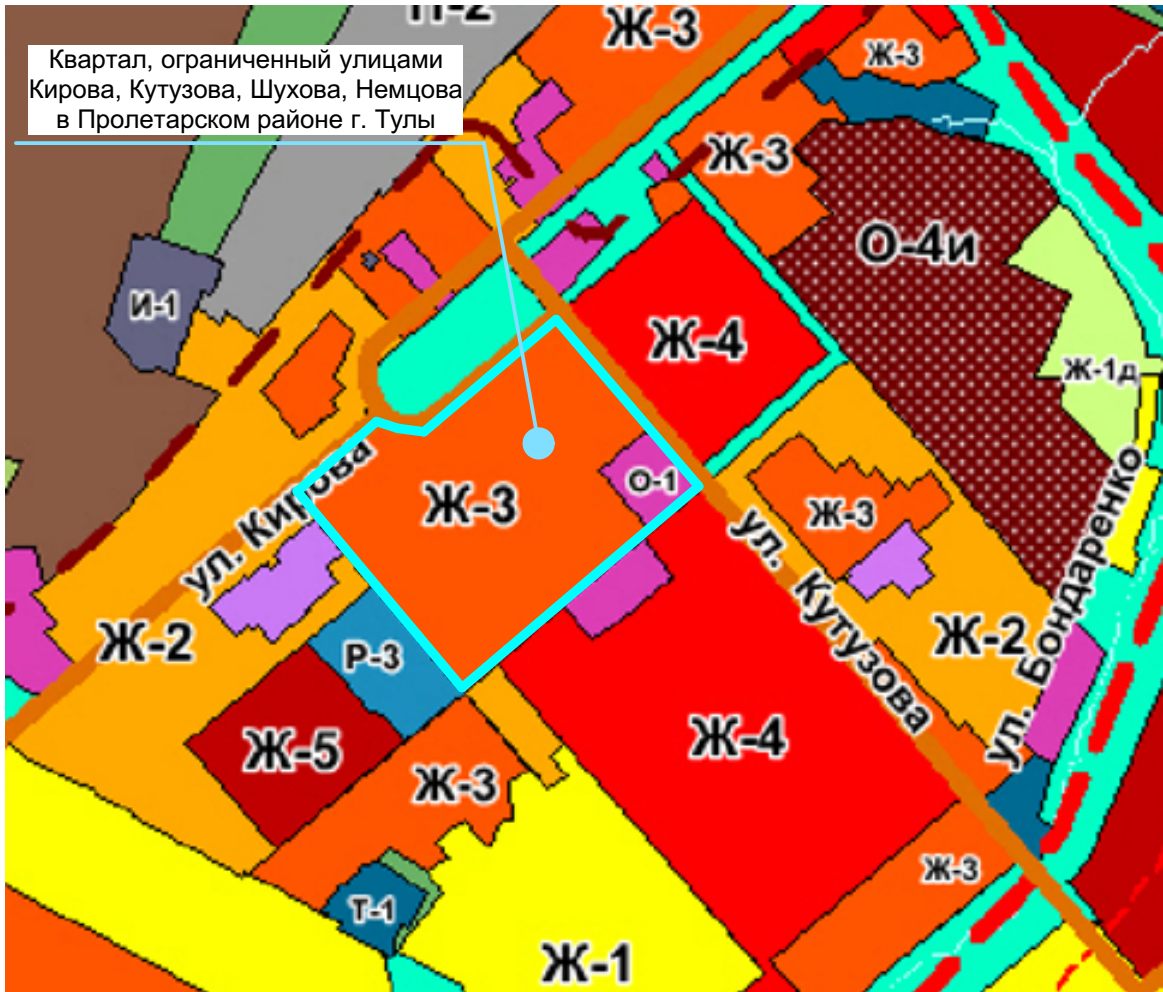 П-2
Ж-3
Ж-3
Квартал, ограниченный улицами
Кирова, Кутузова, Шухова, Немцова
в Пролетарском районе г. Тулы
Ж-3
О-4и
И-1
Ж-4
Ж-1д
ул. Кирова
Ж-3
О-1
Ж-3
ул. Кутузова
ул. Бондаренко
Ж-2
Р-3
Ж-2
Ж-5
Ж-4
Ж-3
Ж-3
Т-1
Ж-1